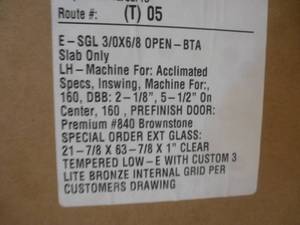 Route #: (T) 05
E-SGL 3/0X6/8 OPEN-BTA
Slab Only
LH-Machine For: Acclimated
Specs, Inswing, Machine For:,
160, DBB: 2-1/8", 5-1/2" On
Center, 160 , PREFINISH DOOR:
Premium #840 Brownstone
SPECIAL ORDER EXT GLASS:
21-7/8 X 63-7/8 X 1" CLEAR
TEMPERED LOW-E WITH CUSTOM 3
LITE BRONZE INTERNAL GRID PER
CUSTOMERS DRAWING